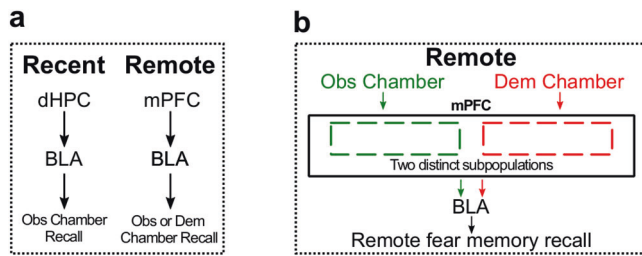 a
Recent
Remote
dHPC
mPFC
BLA
BLA
Obs Chamber
Recall
Obs or Dem
Chamber Recall
b
Remote
Obs Chamber
Dem Chamber
mPFC
Two distinct subpopulations
BLA
Remote fear memory recall